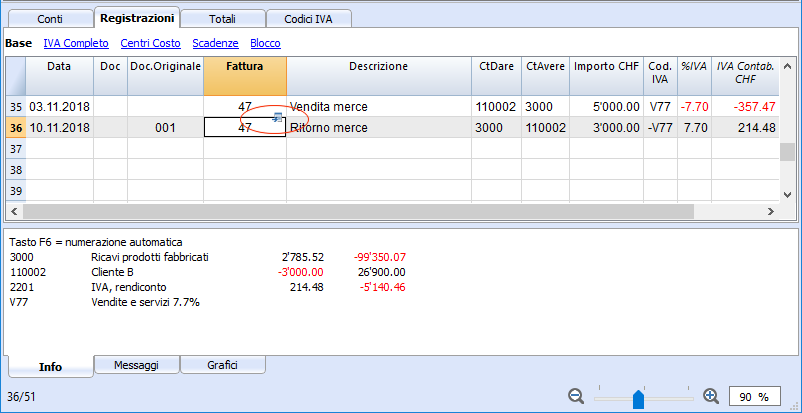 Conti Registrazioni Totali Codici IVA
Base IVA Completo Centri Costo Scadenze Blocco
Data Doc Doc.Originale Fattura Descrizione CtDare CtAvere Importo CHF Cod. IVA %IVA IVA Contab. CHF
35 03.11.2018 47 Vendita merce 110002 3000 5'000.00 V77 -7.70 -357.47
36 10.11.2018 001 47 Ritorno merce 3000 110002 3'000.00 -V77 7.70 214.48
37
38
39
Tasto F6 = numerazione automatica
3000 Ricavi prodotti fabbricati 2'785.52 -99'350.07
110002 Cliente B -3'000.00 26'900.00
2201 IVA, rendiconto 214.48 -5'140.46
V77 Vendite e servizi 7.7%
Info Messaggi Grafici
36/51 90 %